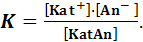 K = [Kat⁺]·[An⁻] / [KatAn].